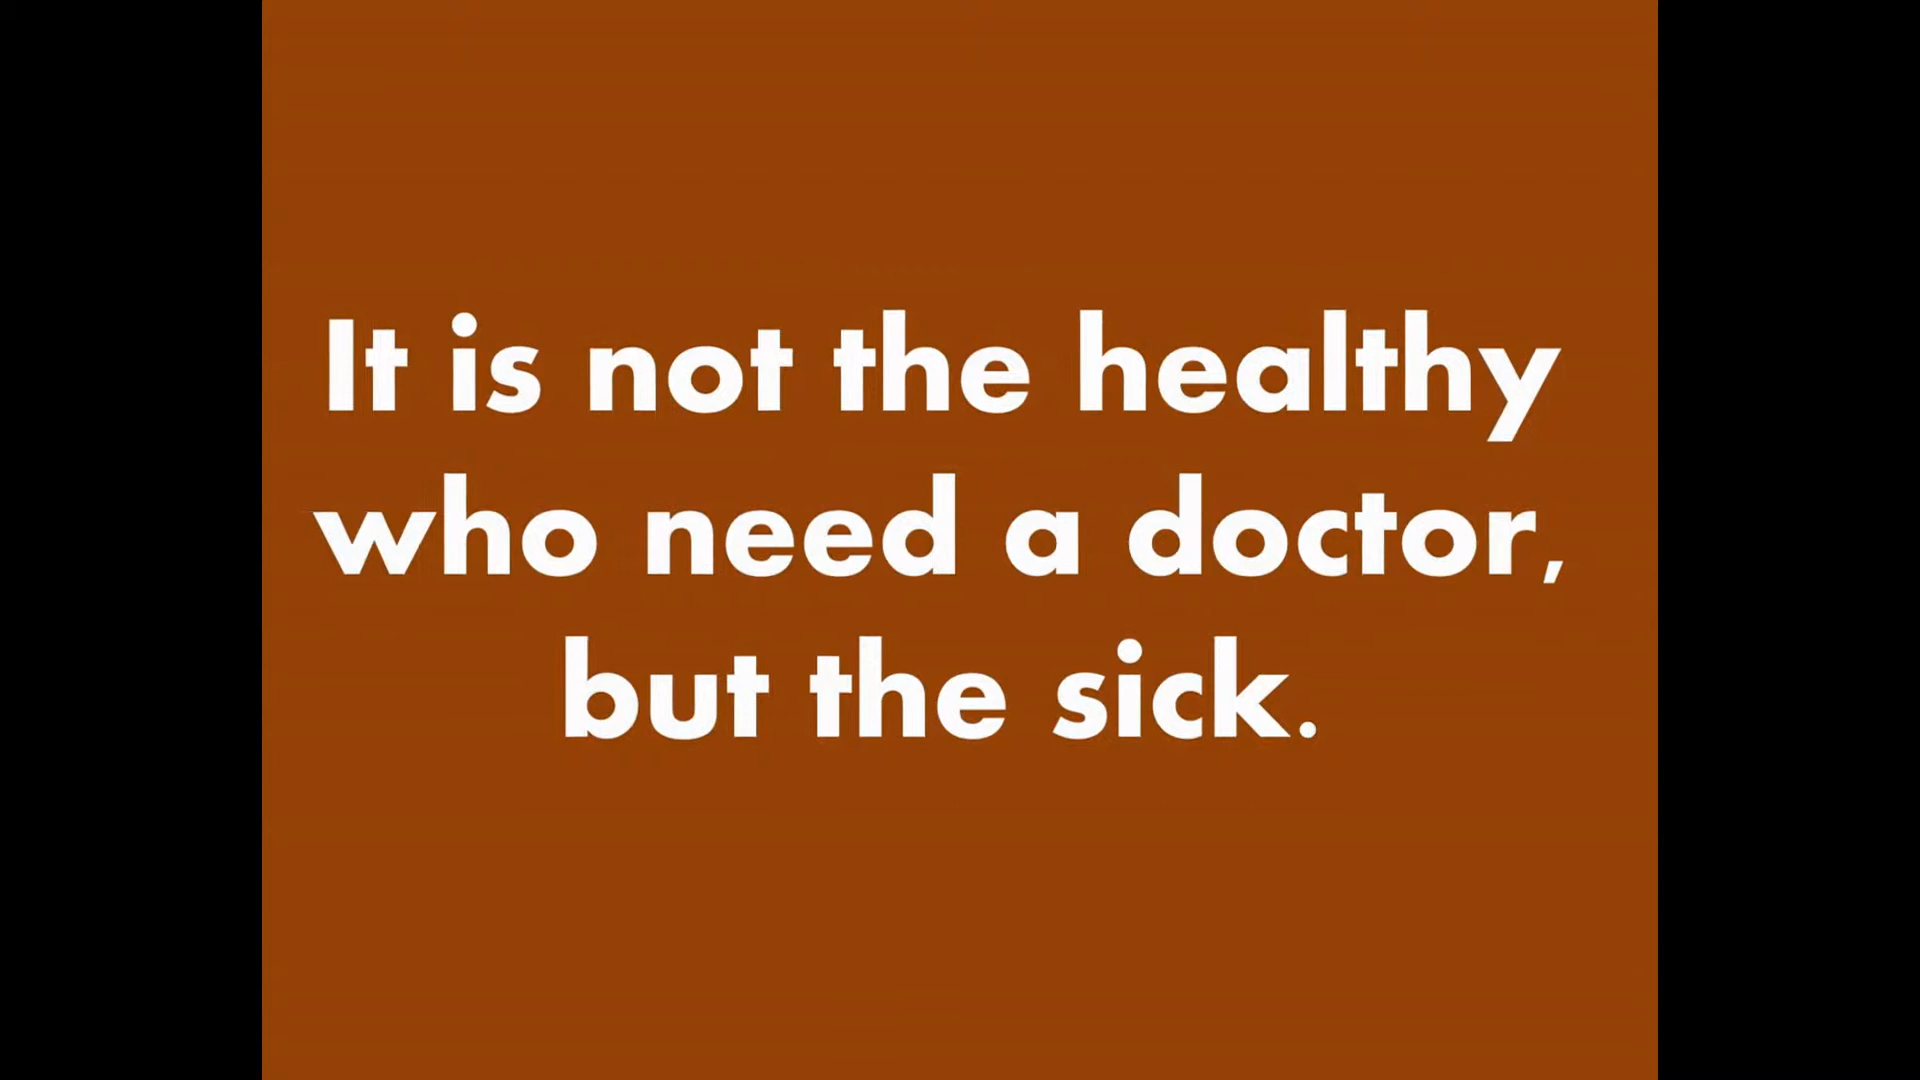 It is not the healthy
who need a doctor,
but the sick.